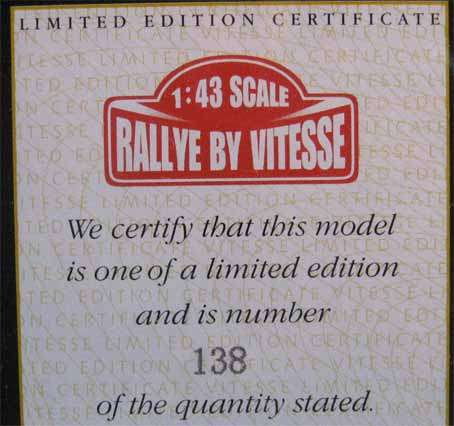 LIMITED EDITION CERTIFICATE
1:43 SCALE
RALLYE BY VITESSE
We certify that this model
is one of a limited edition
and is number
138
of the quantity stated.